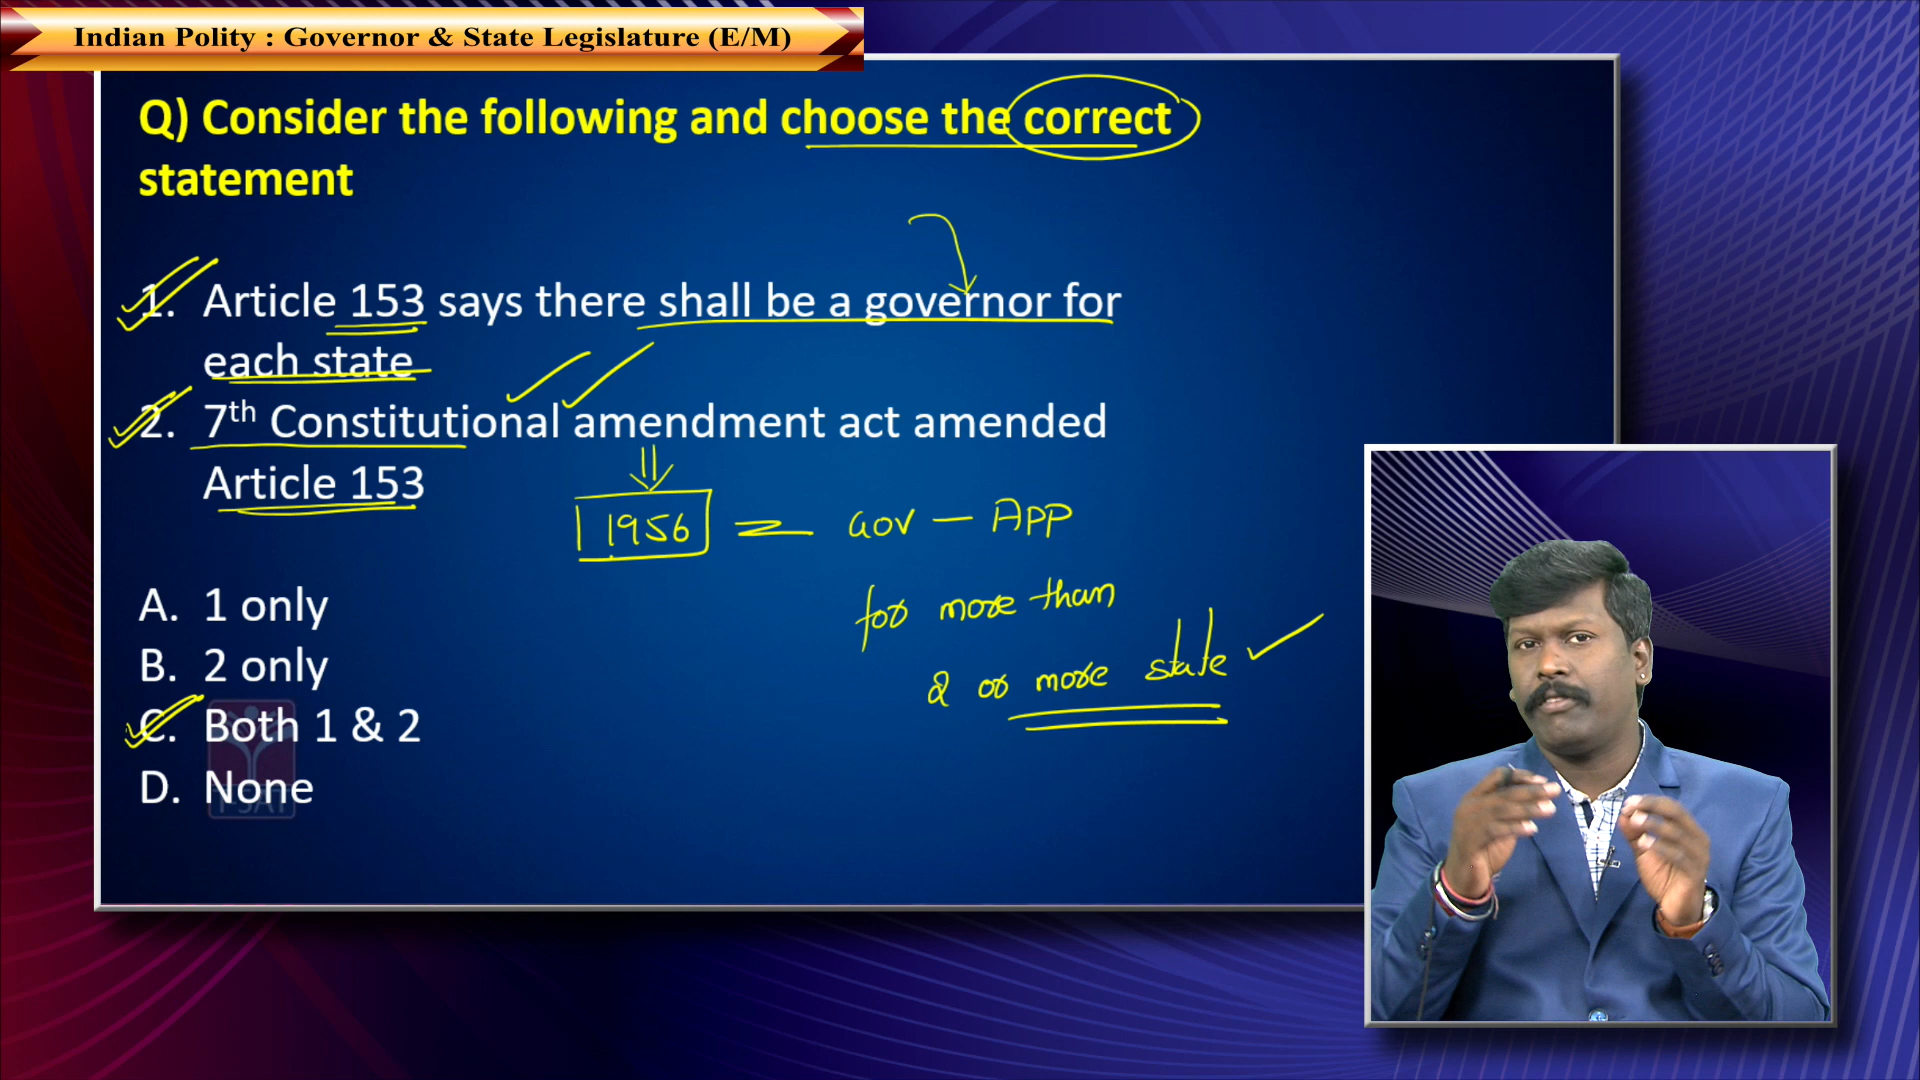 Indian Polity : Governor & State Legislature (E/M)
Q) Consider the following and choose the correct
statement
1. Article 153 says there shall be a governor for
each state
2. 7th Constitutional amendment act amended
Article 153
1956 = Gov - App
for more than
2 or more state
A. 1 only
B. 2 only
C. Both 1 & 2
D. None
T-SAT